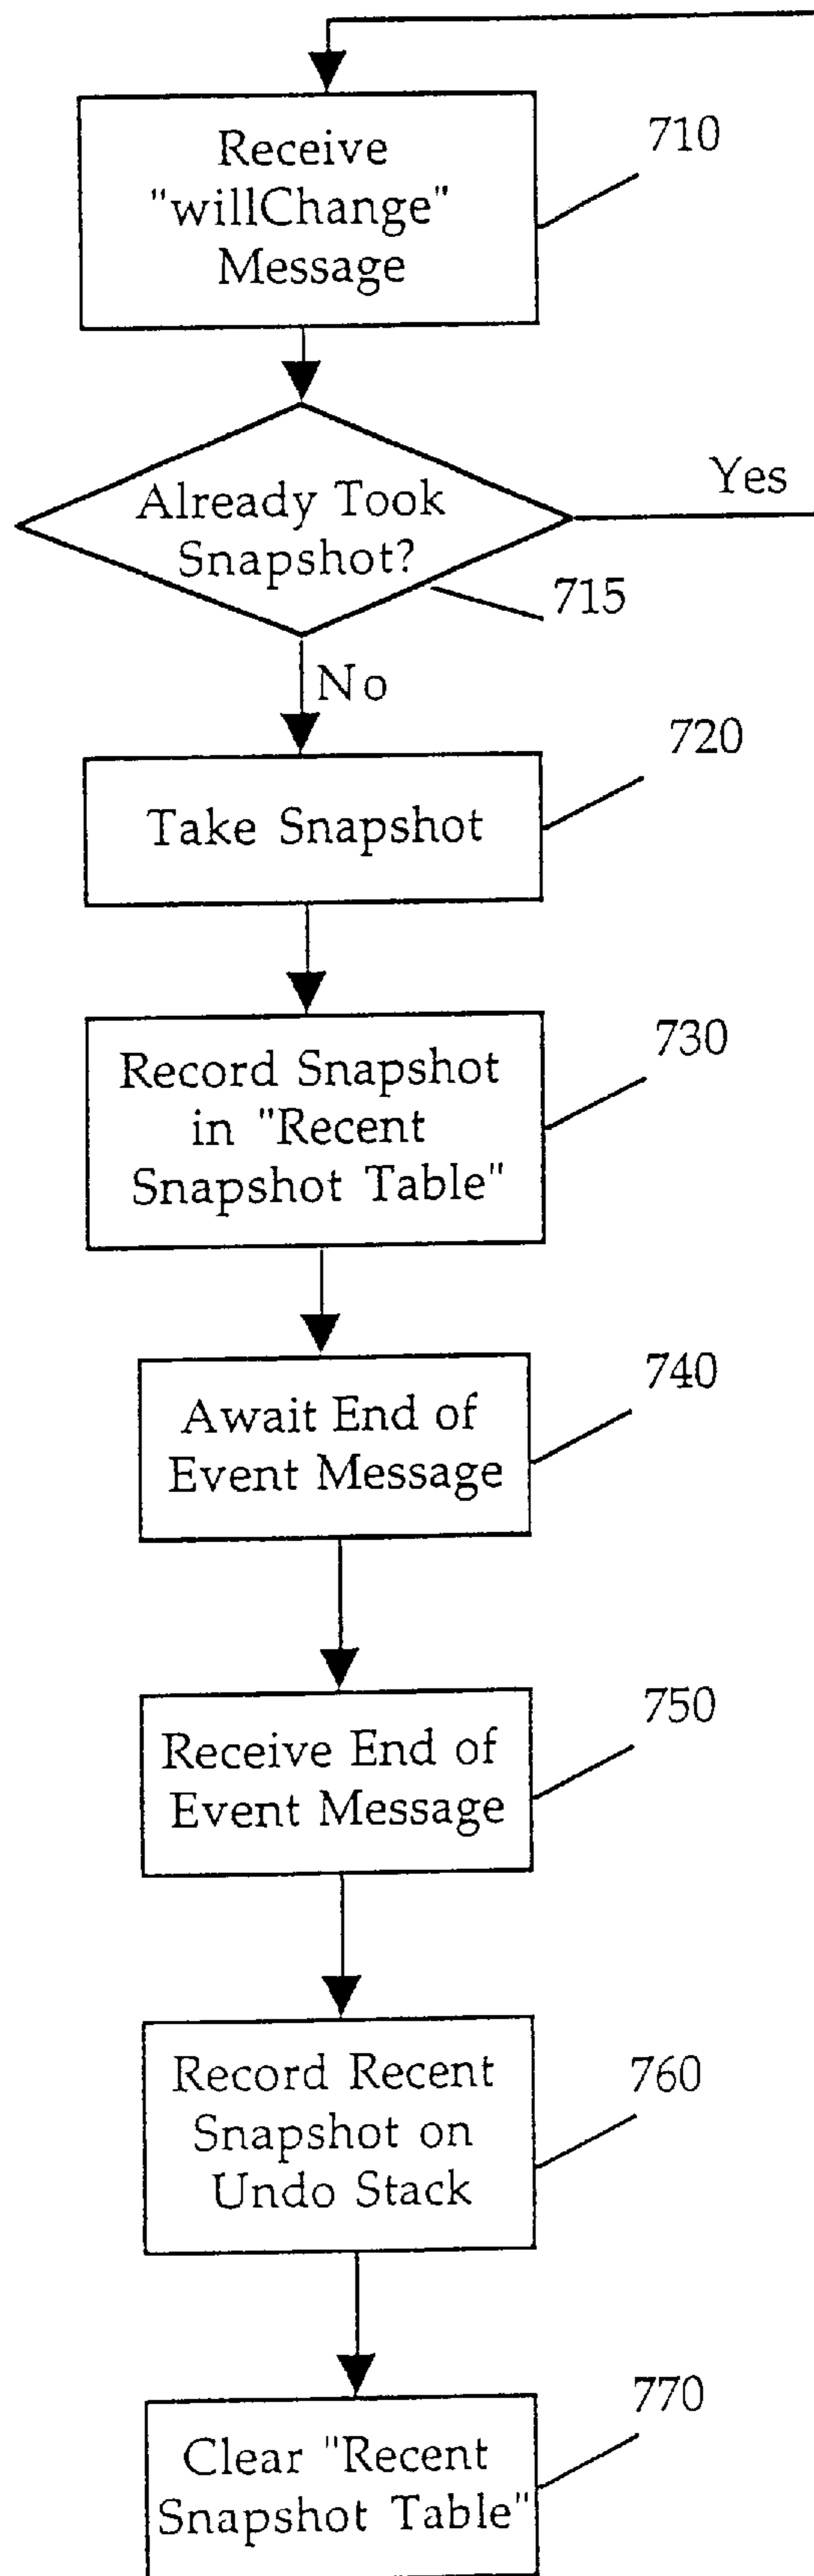 Receive
"willChange"
Message
710
Already Took
Snapshot?
Yes
715
No
720
Take Snapshot
730
Record Snapshot
in "Recent
Snapshot Table"
740
Await End of
Event Message
750
Receive End of
Event Message
760
Record Recent
Snapshot on
Undo Stack
770
Clear "Recent
Snapshot Table"